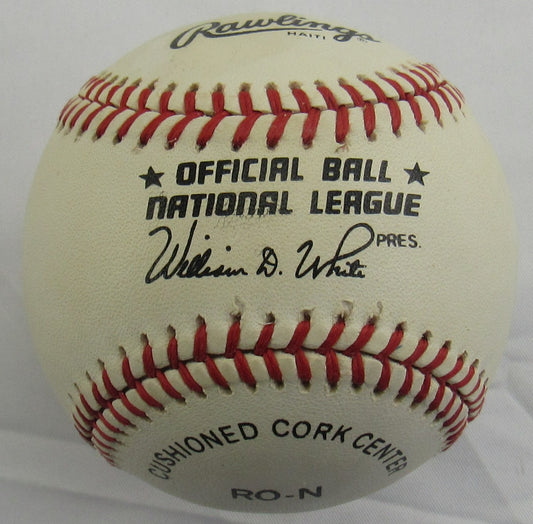 Rawlings
HAITI
★ OFFICIAL BALL ★
NATIONAL LEAGUE
William D. White PRES.
CUSHIONED CORK CENTER
RO-N